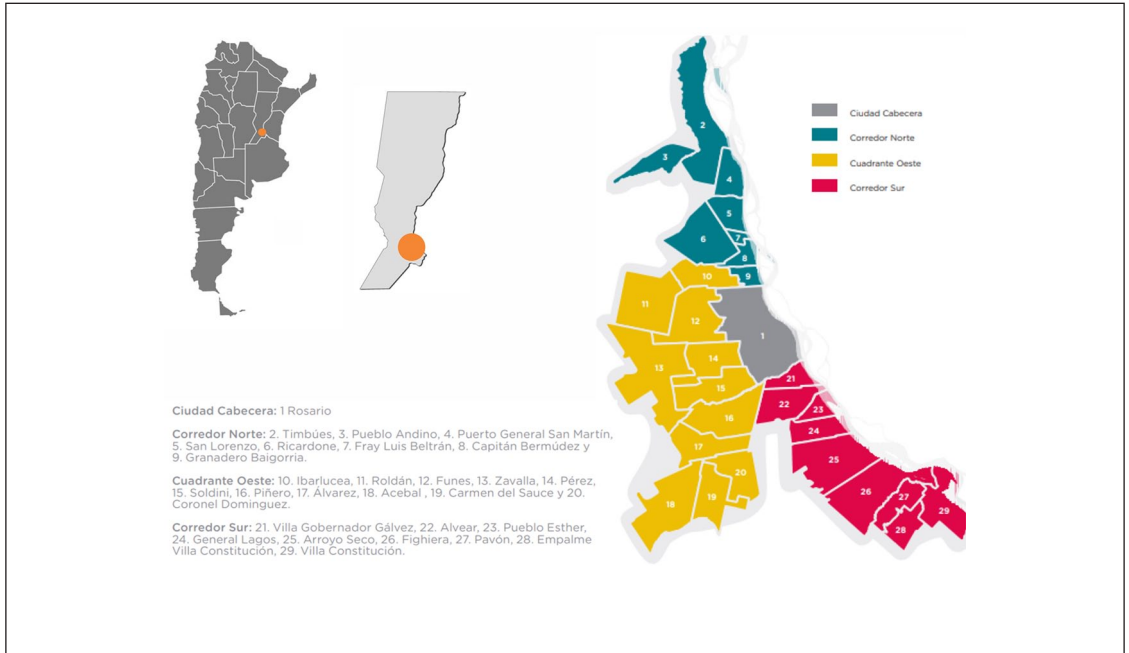 Ciudad Cabecera
Corredor Norte
Cuadrante Oeste
Corredor Sur
2
3
4
5
6
7
8
9
10
11
12
1
13
14
15
21
22
23
16
24
17
25
20
26
27
19
18
29
28
Ciudad Cabecera: 1 Rosario
Corredor Norte: 2. Timbúes, 3. Pueblo Andino, 4. Puerto General San Martín,
5. San Lorenzo, 6. Ricardone, 7. Fray Luis Beltrán, 8. Capitán Bermúdez y
9. Granadero Baigorria.
Cuadrante Oeste: 10. Ibarlucea, 11. Roldán, 12. Funes, 13. Zavalla, 14. Pérez,
15. Soldini, 16. Piñero, 17. Álvarez, 18. Acebal , 19. Carmen del Sauce y 20.
Coronel Dominguez.
Corredor Sur: 21. Villa Gobernador Gálvez, 22. Alvear, 23. Pueblo Esther,
24. General Lagos, 25. Arroyo Seco, 26. Fighiera, 27. Pavón, 28. Empalme
Villa Constitución, 29. Villa Constitución.